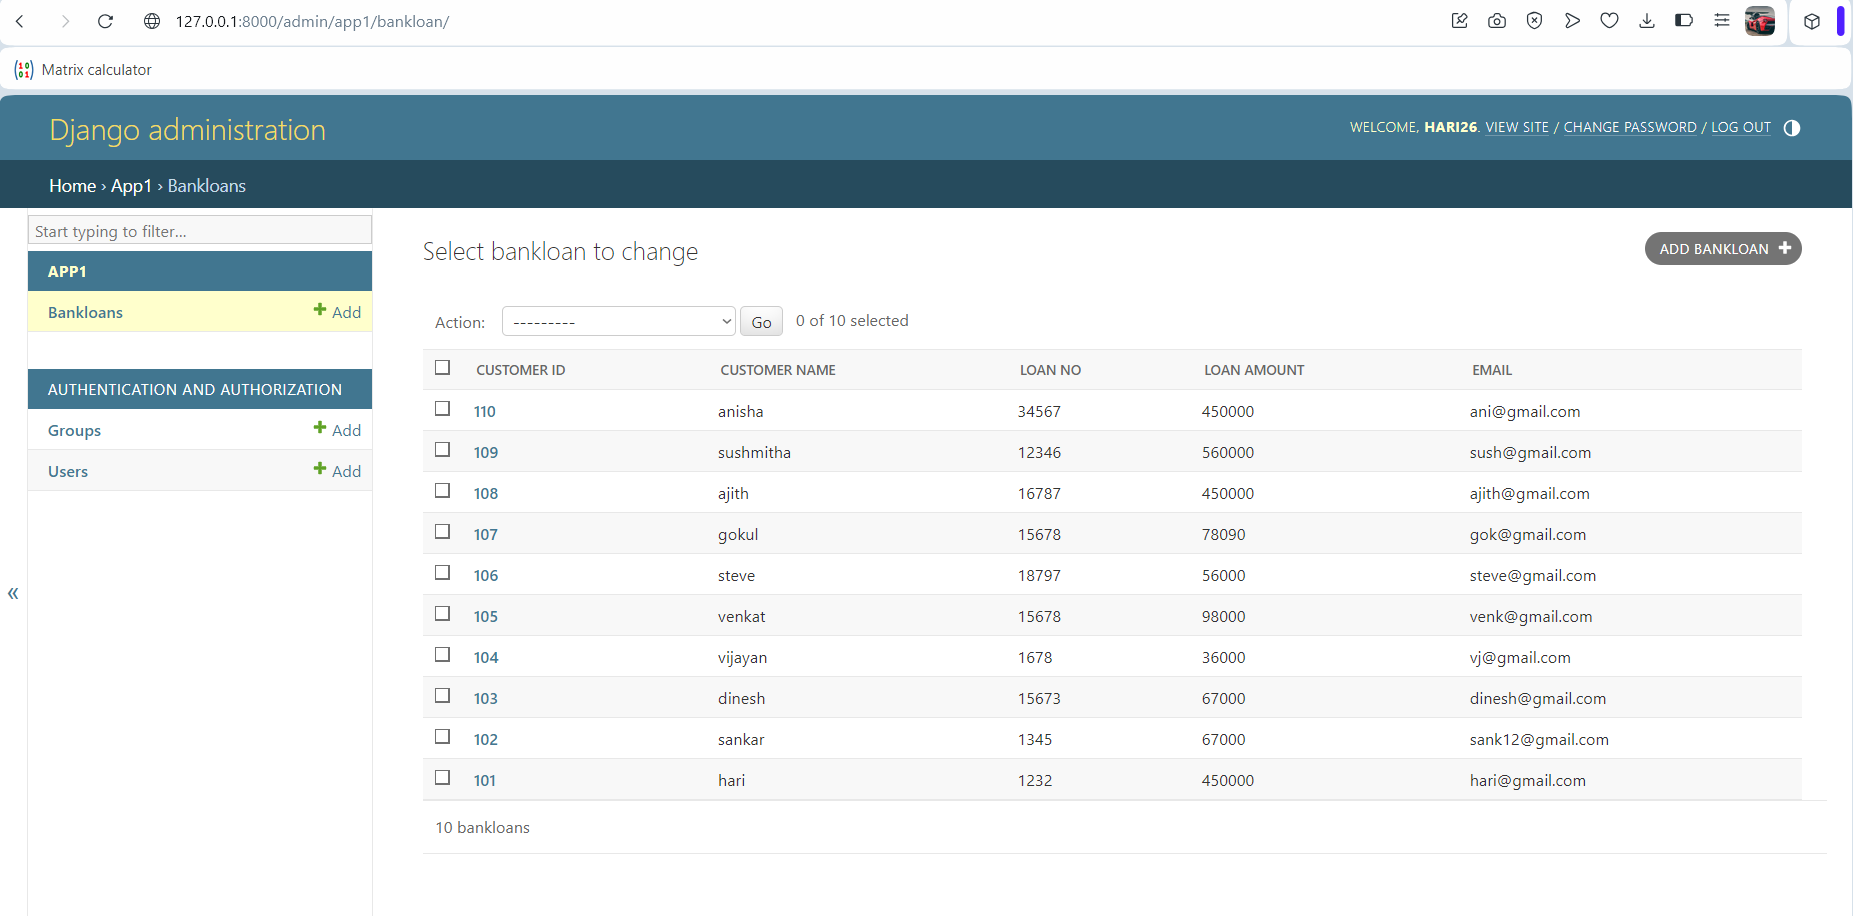 127.0.0.1:8000/admin/app1/bankloan/
Matrix calculator
Django administration
WELCOME, HARI26. VIEW SITE / CHANGE PASSWORD / LOG OUT
Home › App1 › Bankloans
Start typing to filter...
APP1
Bankloans + Add
AUTHENTICATION AND AUTHORIZATION
Groups + Add
Users + Add
«
Select bankloan to change
ADD BANKLOAN +
Action: --------- Go 0 of 10 selected
CUSTOMER ID CUSTOMER NAME LOAN NO LOAN AMOUNT EMAIL
110 anisha 34567 450000 ani@gmail.com
109 sushmitha 12346 560000 sush@gmail.com
108 ajith 16787 450000 ajith@gmail.com
107 gokul 15678 78090 gok@gmail.com
106 steve 18797 56000 steve@gmail.com
105 venkat 15678 98000 venk@gmail.com
104 vijayan 1678 36000 vj@gmail.com
103 dinesh 15673 67000 dinesh@gmail.com
102 sankar 1345 67000 sank12@gmail.com
101 hari 1232 450000 hari@gmail.com
10 bankloans